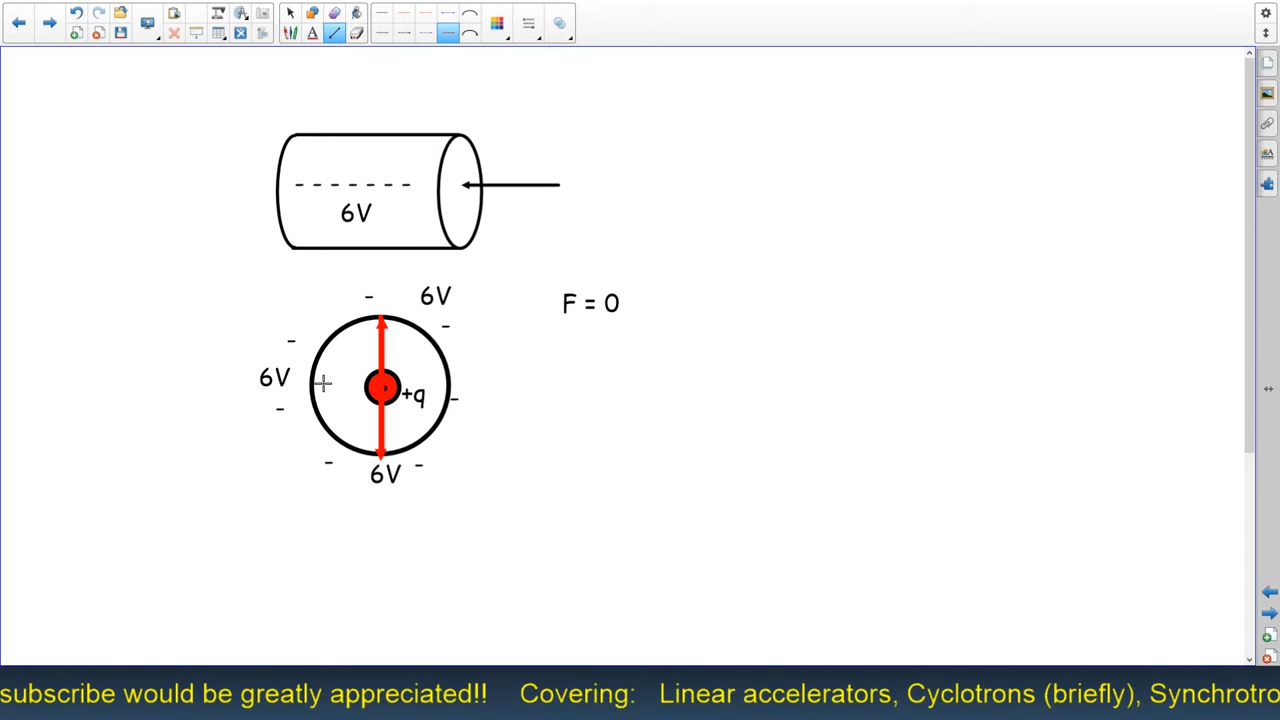 - - - - - - -
6V
- 6V
-
-
6V
-
+q
-
- 6V -
F = 0
subscribe would be greatly appreciated!! Covering: Linear accelerators, Cyclotrons (briefly), Synchrotro